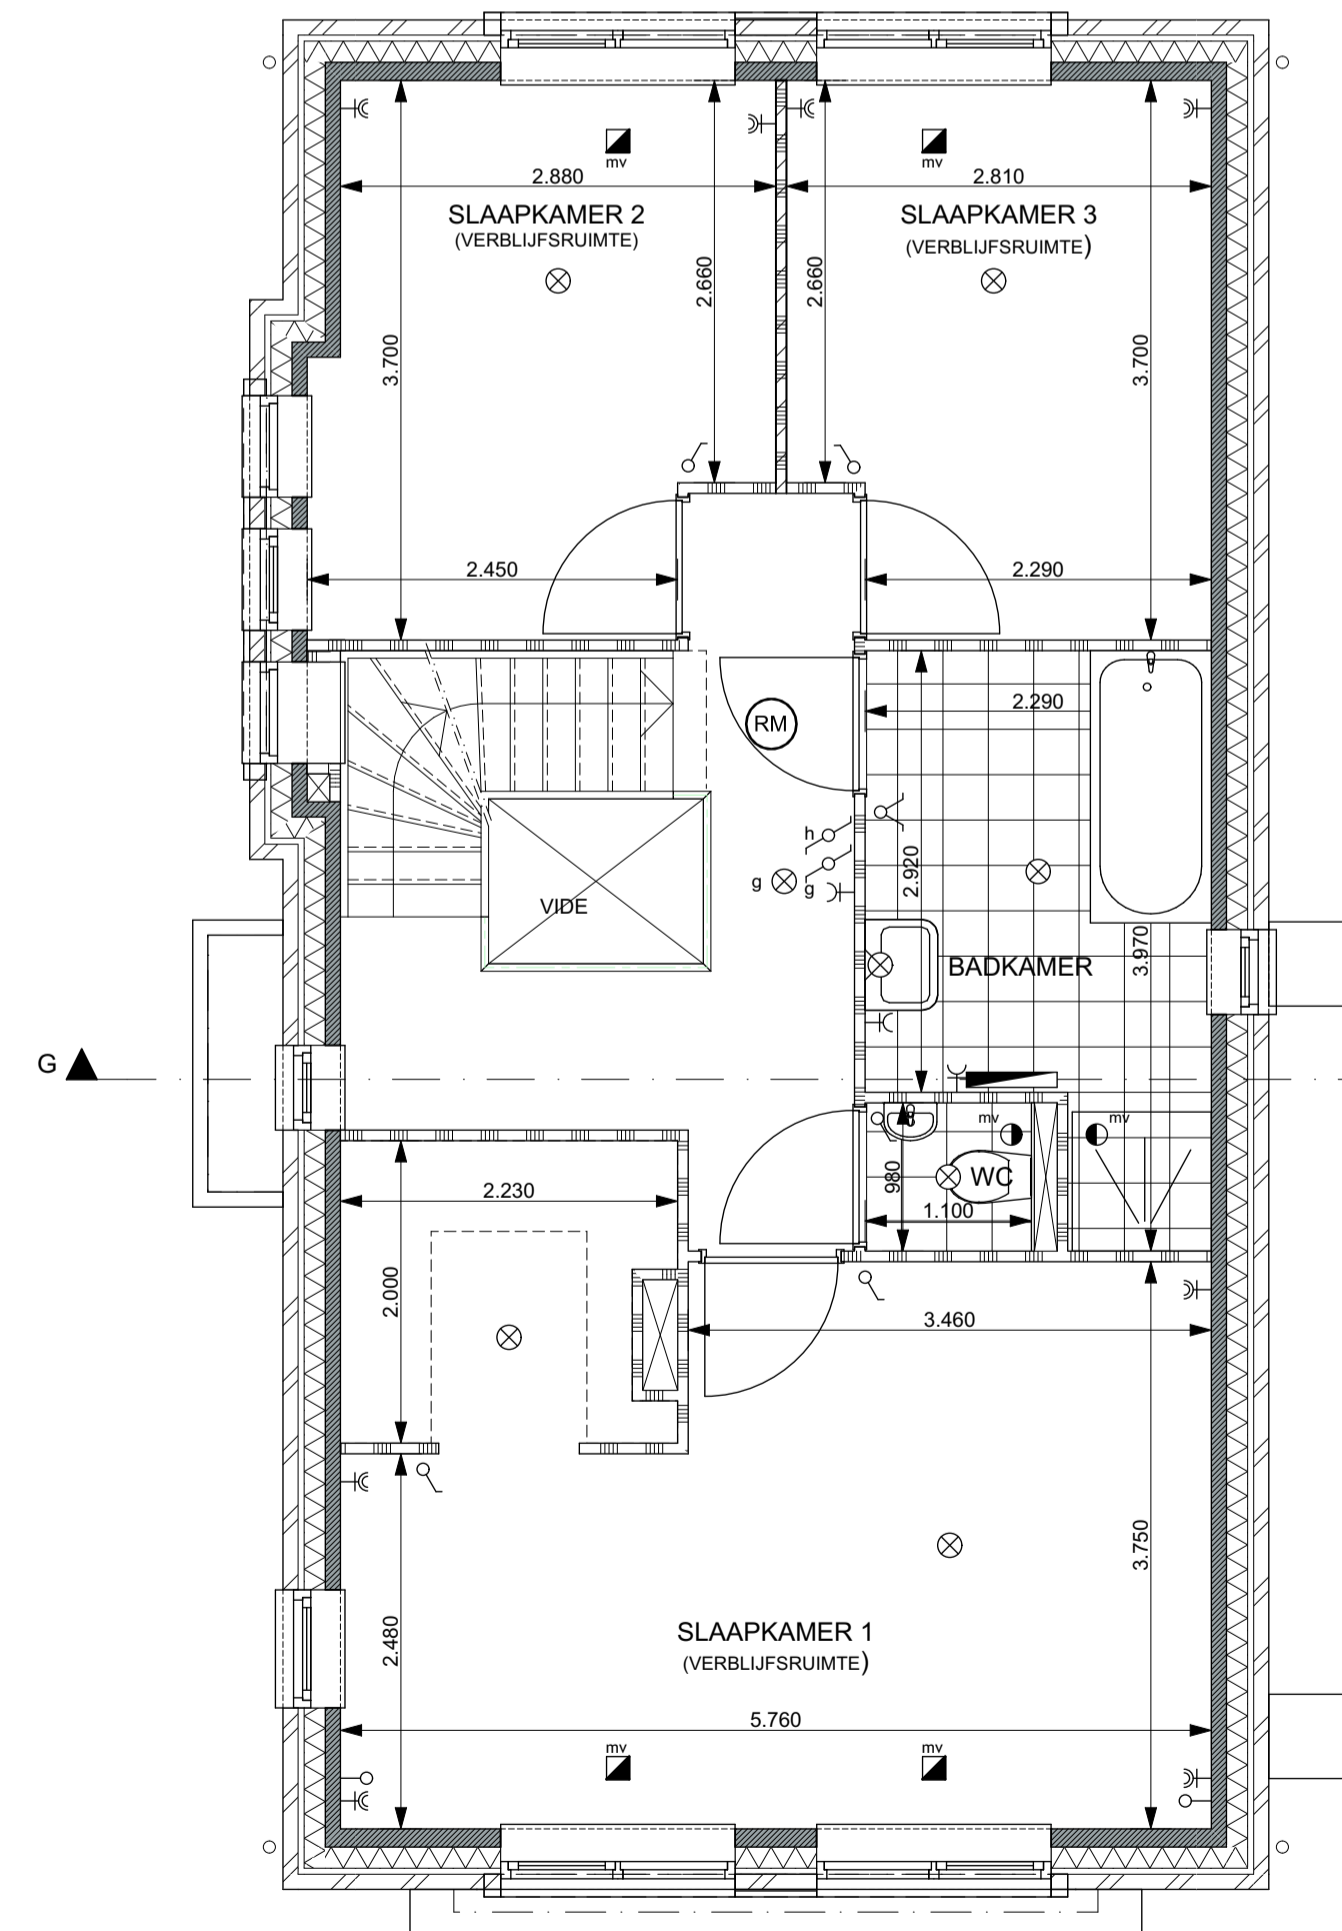 mv
mv
2.880
2.810
SLAAPKAMER 2
(VERBLIJFSRUIMTE)
SLAAPKAMER 3
(VERBLIJFSRUIMTE)
2.660
2.660
3.700
3.700
2.450
2.290
2.290
RM
h
g
g
2.920
VIDE
BADKAMER
3.970
G
mv
mv
980
WC
1.100
2.230
2.000
3.460
3.750
2.480
SLAAPKAMER 1
(VERBLIJFSRUIMTE)
5.760
mv
mv